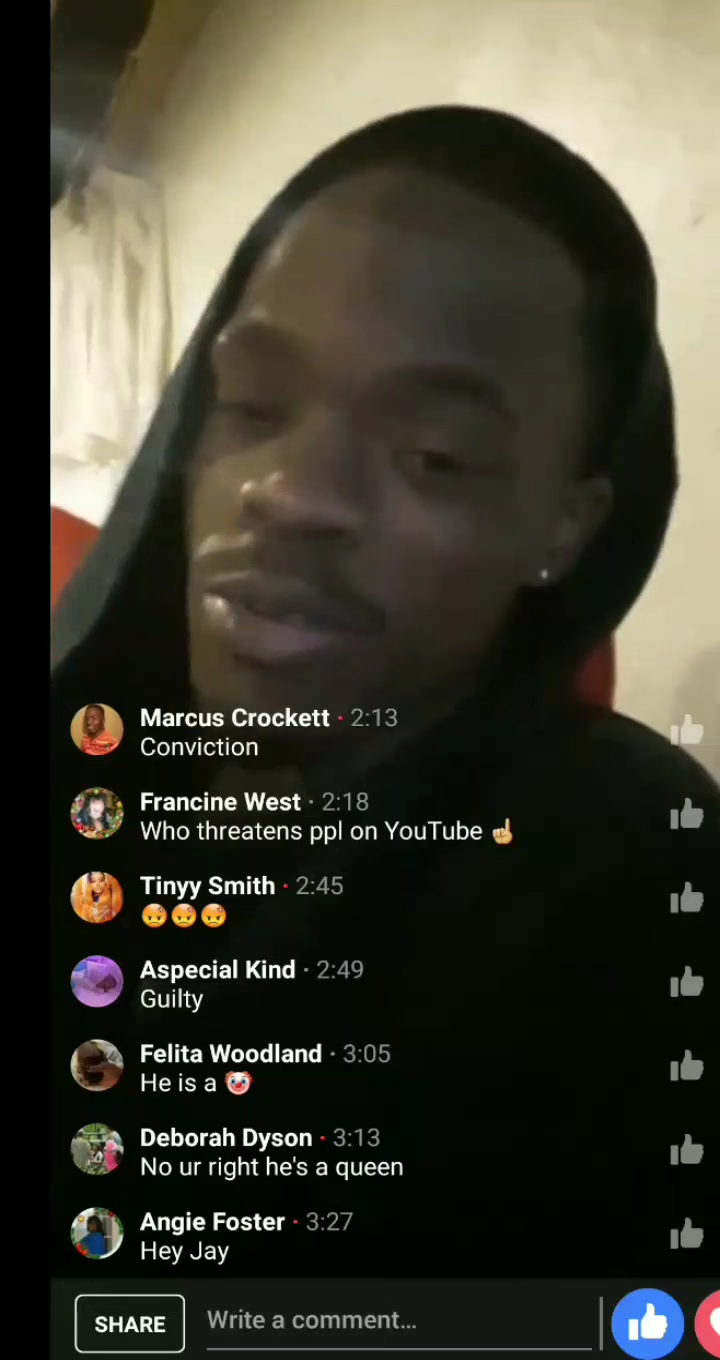 Marcus Crockett · 2:13
Conviction
Francine West · 2:18
Who threatens ppl on YouTube ☝🏼
Tinyy Smith · 2:45
😡😡😡
Aspecial Kind · 2:49
Guilty
Felita Woodland · 3:05
He is a 🤡
Deborah Dyson · 3:13
No ur right he's a queen
Angie Foster · 3:27
Hey Jay
SHARE
Write a comment...